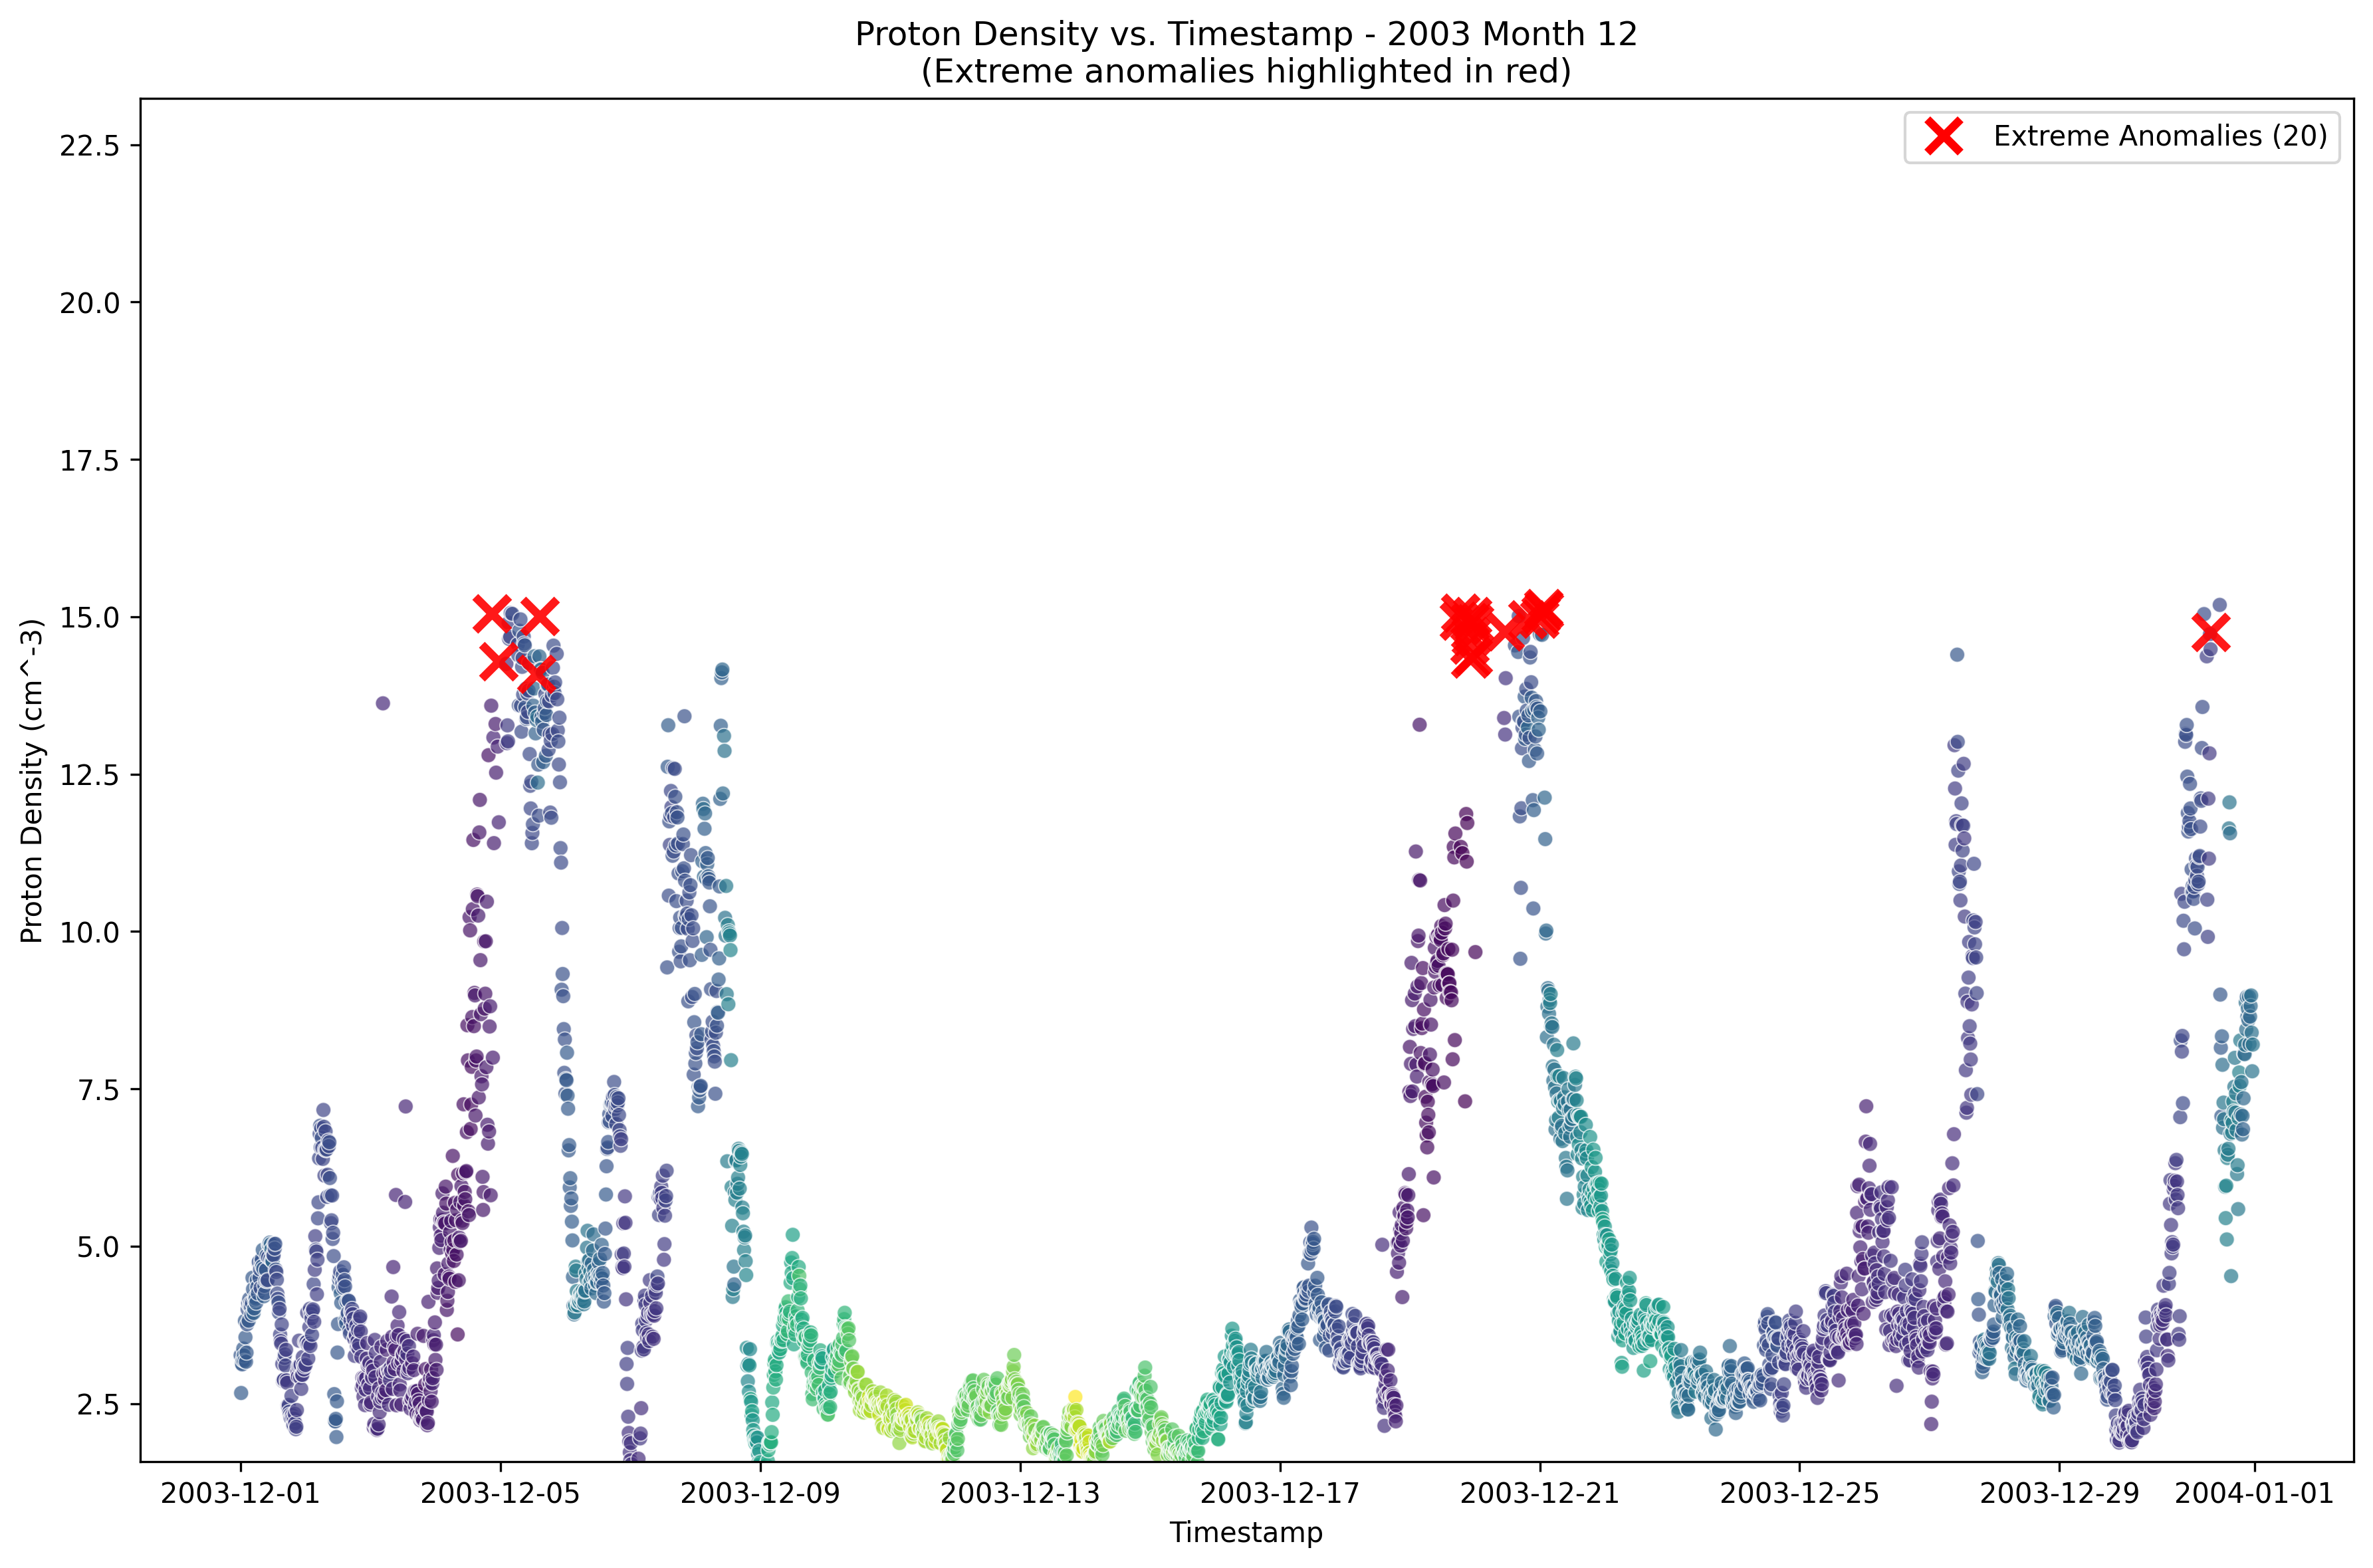 Proton Density vs. Timestamp - 2003 Month 12
(Extreme anomalies highlighted in red)
Extreme Anomalies (20)
Proton Density (cm^-3)
22.5
20.0
17.5
15.0
12.5
10.0
7.5
5.0
2.5
2003-12-01 2003-12-05 2003-12-09 2003-12-13 2003-12-17 2003-12-21 2003-12-25 2003-12-29 2004-01-01
Timestamp